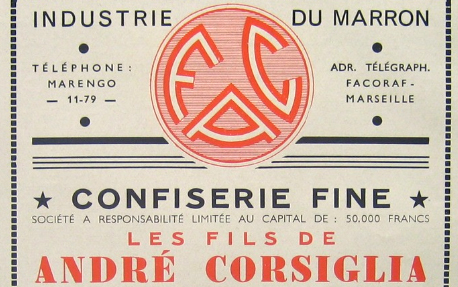 INDUSTRIE DU MARRON
FAC
TÉLÉPHONE:
MARENGO
— 11-79 —
ADR. TÉLÉGRAPH.
FACORAF-
MARSEILLE
★ CONFISERIE FINE ★
SOCIÉTÉ A RESPONSABILITÉ LIMITÉE AU CAPITAL DE : 50.000 FRANCS
LES FILS DE
ANDRÉ CORSIGLIA